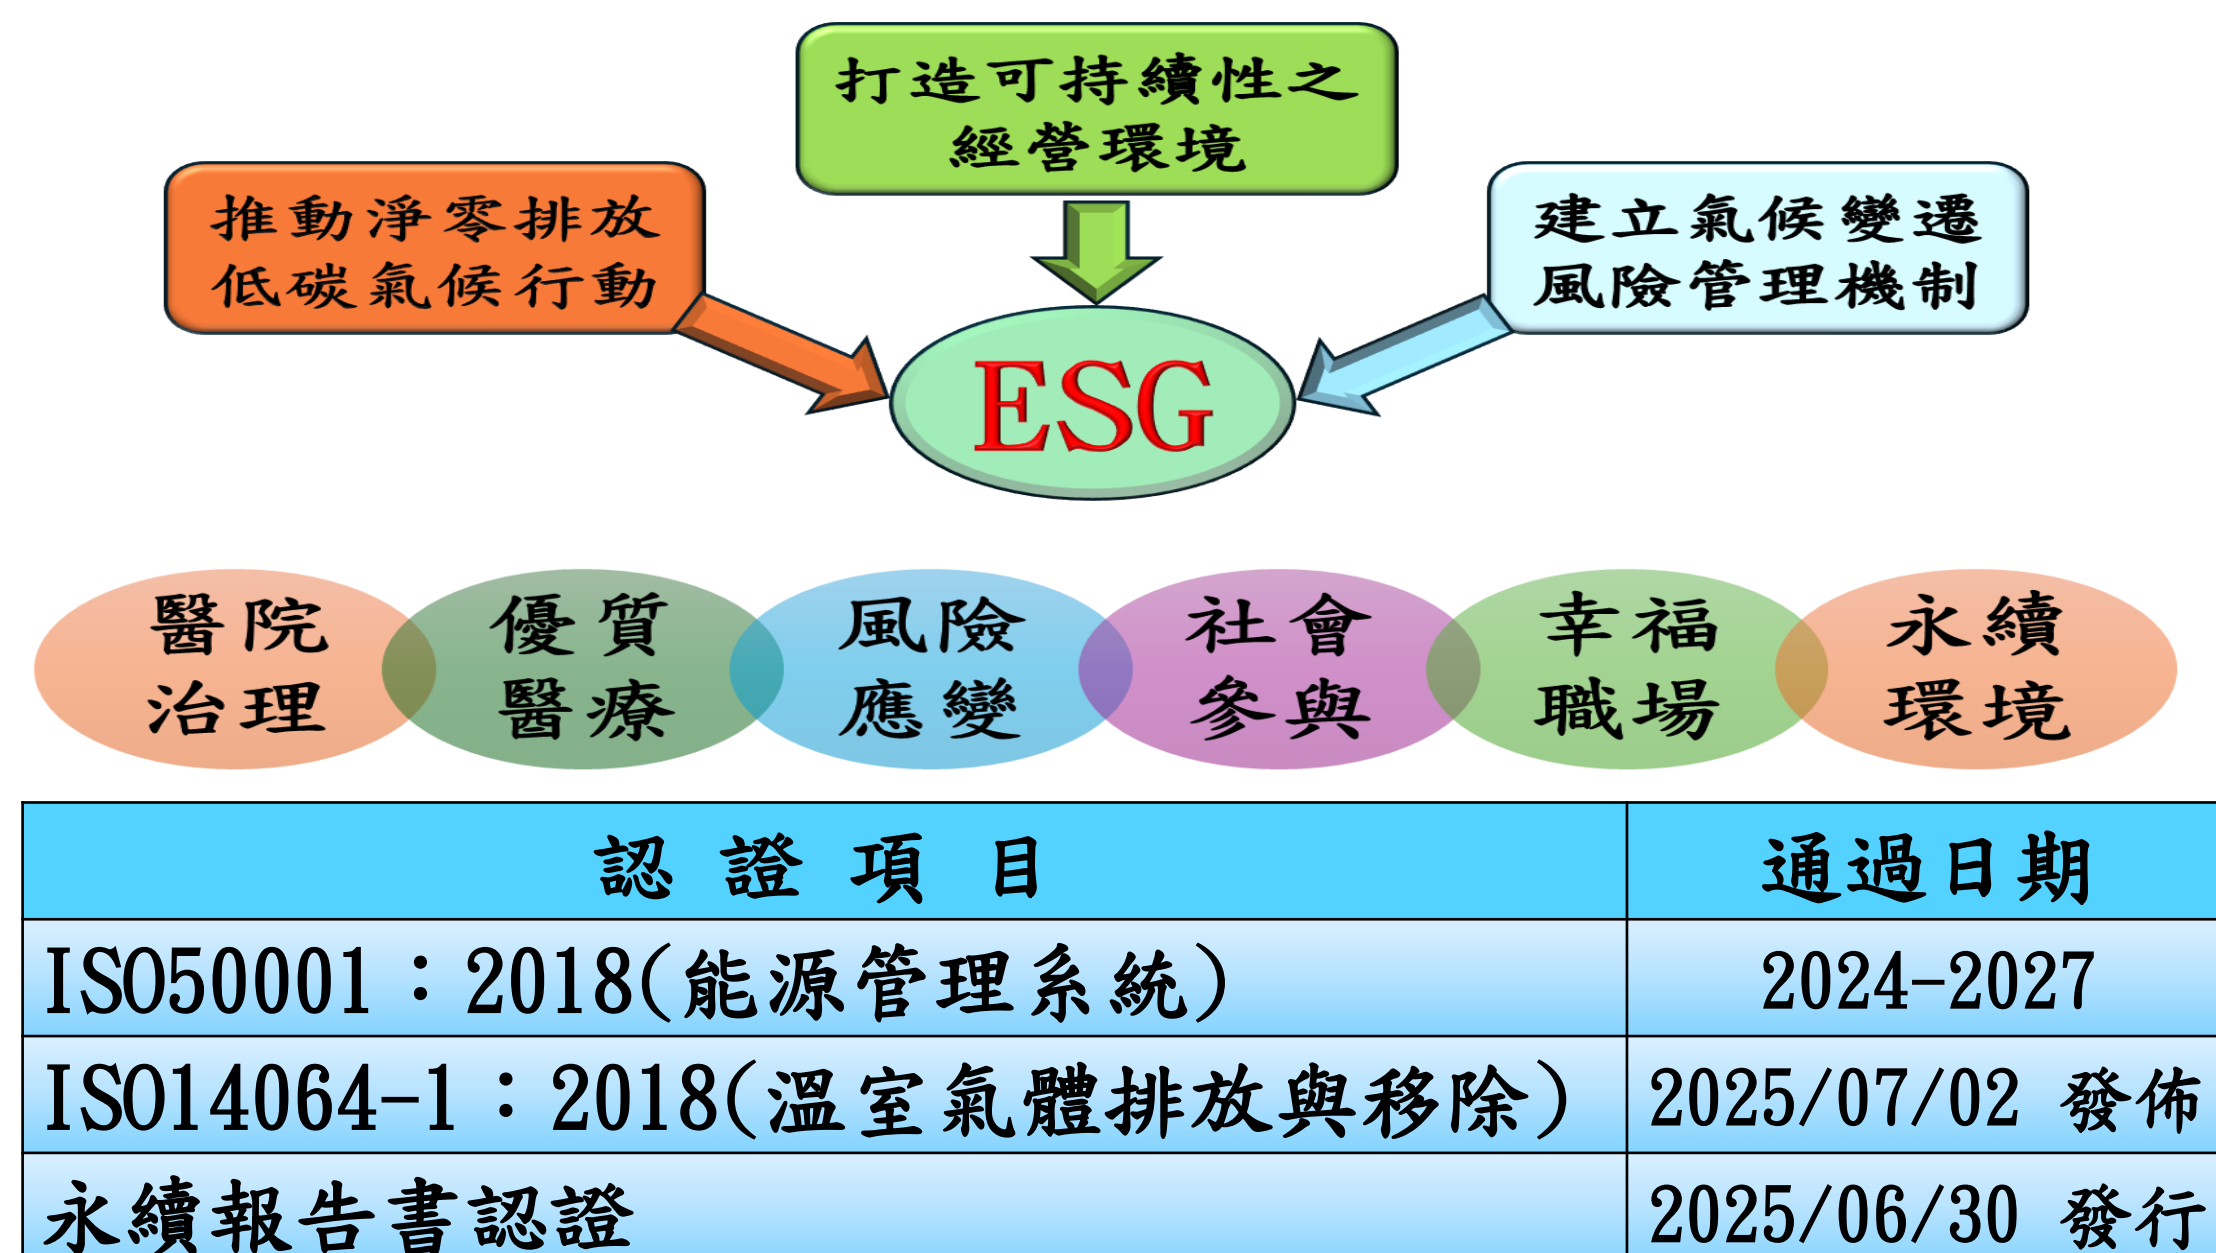 打造可持續性之
經營環境
推動淨零排放
低碳氣候行動
建立氣候變遷
風險管理機制
ESG
醫院
治理
優質
醫療
風險
應變
社會
參與
幸福
職場
永續
環境
認證項目 通過日期
ISO50001：2018(能源管理系統) 2024-2027
ISO14064-1：2018(溫室氣體排放與移除) 2025/07/02 發佈
永續報告書認證 2025/06/30 發行